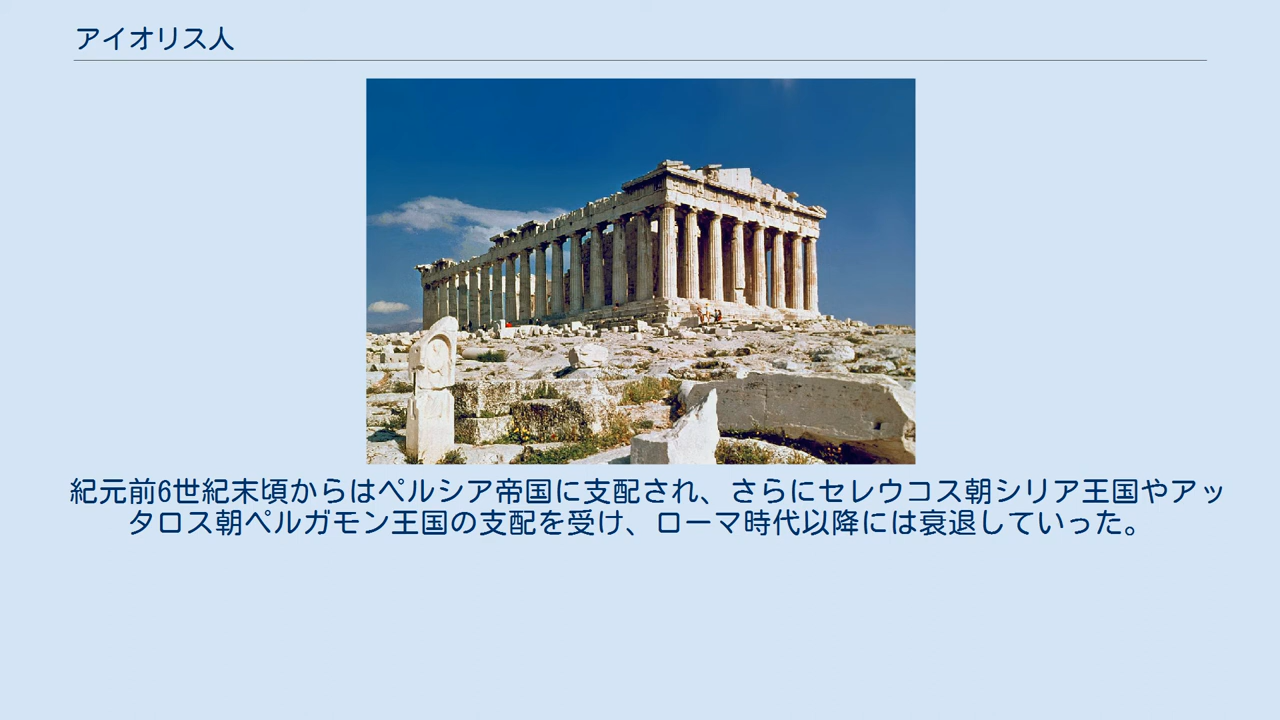 アイオリス人
紀元前6世紀末頃からはペルシア帝国に支配され、さらにセレウコス朝シリア王国やアッ
タロス朝ペルガモン王国の支配を受け、ローマ時代以降には衰退していった。